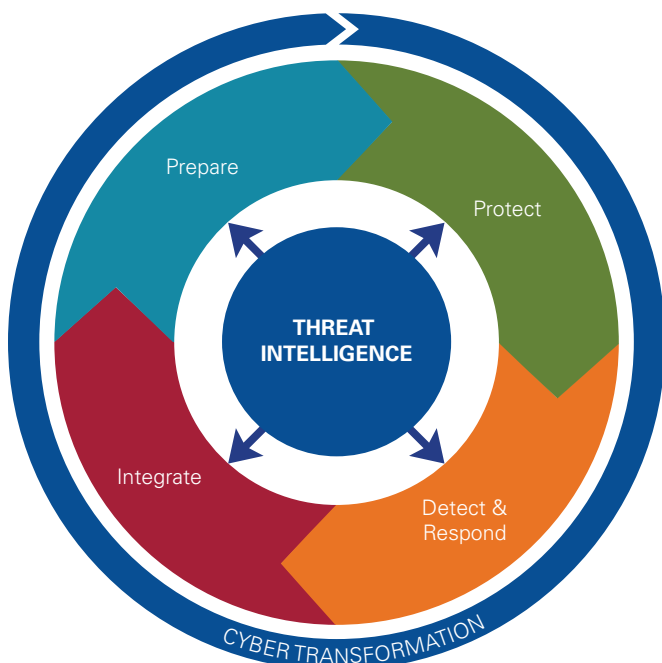 Prepare
Protect
THREAT
INTELLIGENCE
Integrate
Detect &
Respond
CYBER TRANSFORMATION